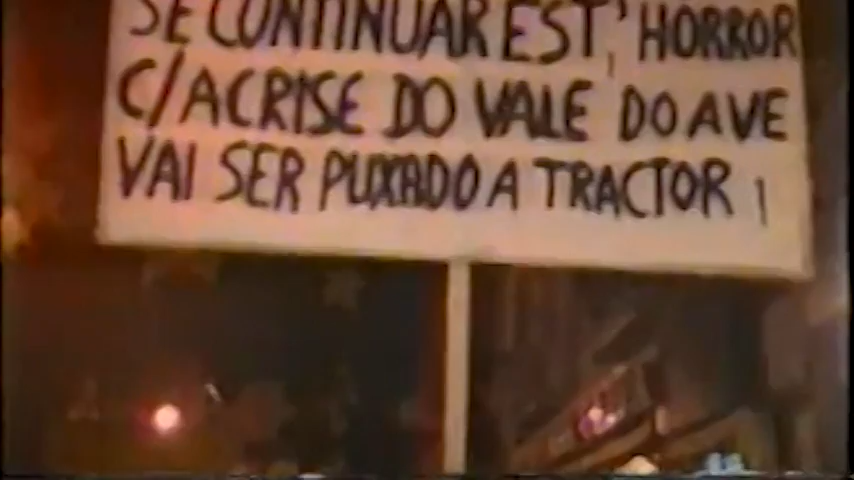 SE CONTINUAR EST,' HORROR
C/A CRISE DO VALE DO AVE
VAI SER PUXADO A TRACTOR !